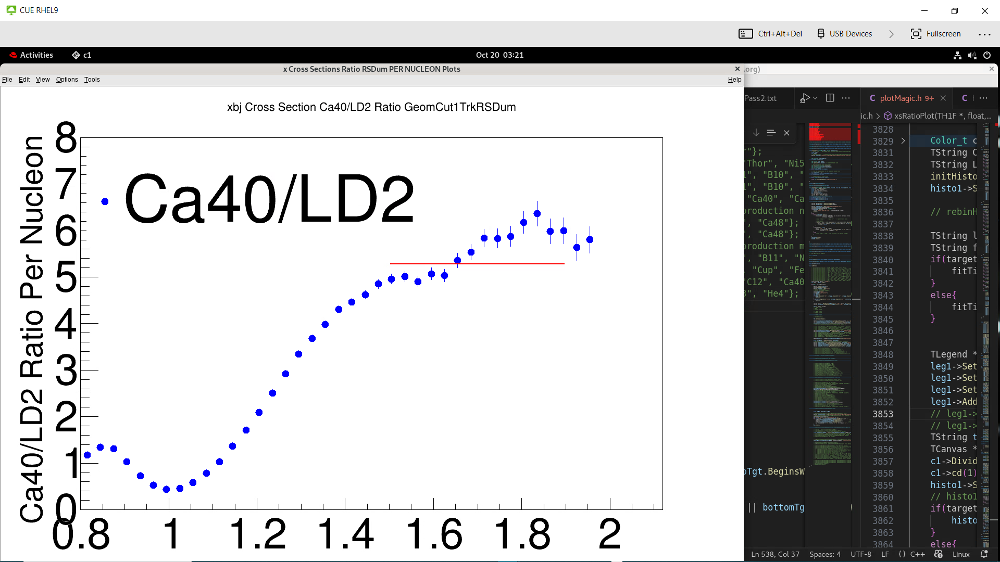 CUE RHEL9
Ctrl+Alt+Del
USB Devices
Fullscreen
Activities
c1
Oct 20 03:21
x Cross Sections Ratio RSDum PER NUCLEON Plots
.org)
File Edit View Options Tools
Help
xbj Cross Section Ca40/LD2 Ratio GeomCut1TrkRSDum
Ca40/LD2 Ratio Per Nucleon
8
7
6
5
4
3
2
1
0
Ca40/LD2
0.8 1 1.2 1.4 1.6 1.8 2
Pass2.txt
r"};
"Thor", "Ni5
1", "B10", "
1", "B10", "
"Ca40", "Ca
production n
", "Ca48"};
", "Ca48"};
production m
", "B11", "N
"Cup", "Fe
"C12", "Ca40
3", "He4"};
oTgt.BeginsW
|| bottomTg
plotMagic.h 9+
ic.h > xsRatioPlot(TH1F *, float,...
3828
3829 Color_t c
3831 TString C
3832 TString L
3833 initHisto
3834 histo1->S
3835
3836 // rebinH
3837
3838 TString l
3839 TString f
3840 if(target
3841 fitTi
3842 }
3843 else{
3844 fitTi
3845 }
3846
3847
3848 TLegend *
3849 leg1->Set
3850 leg1->Set
3851 leg1->Set
3852 leg1->Add
3853 // leg1->
3854 // leg1->
3855 TString t
3856 TCanvas *
3857 c1->Divid
3858 c1->cd(1)
3859 histo1->S
3860 // histo1
3861 if(target
3862 histo
3863 }
3864 else{
Ln 538, Col 37 Spaces: 4 UTF-8 LF {} C++ Linux